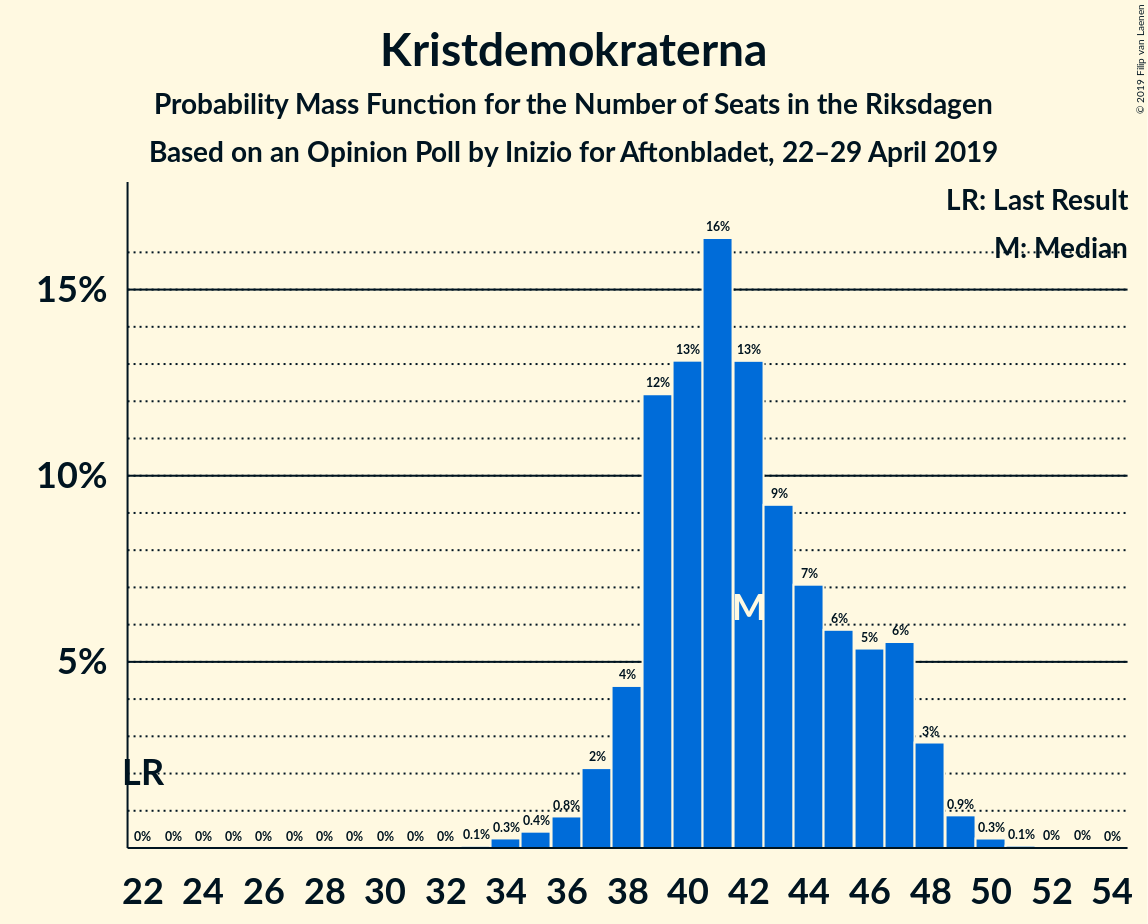 Kristdemokraterna
Probability Mass Function for the Number of Seats in the Riksdagen
Based on an Opinion Poll by Inizio for Aftonbladet, 22–29 April 2019
© 2019 Filip van Laenen
LR: Last Result
M: Median
15%
10%
5%
0% 0% 0% 0% 0% 0% 0% 0% 0% 0% 0% 0.1% 0.3% 0.4% 0.8% 2% 4% 12% 13% 16% 13% 9% 7% 6% 5% 6% 3% 0.9% 0.3% 0.1% 0% 0% 0%
M
LR
22 24 26 28 30 32 34 36 38 40 42 44 46 48 50 52 54